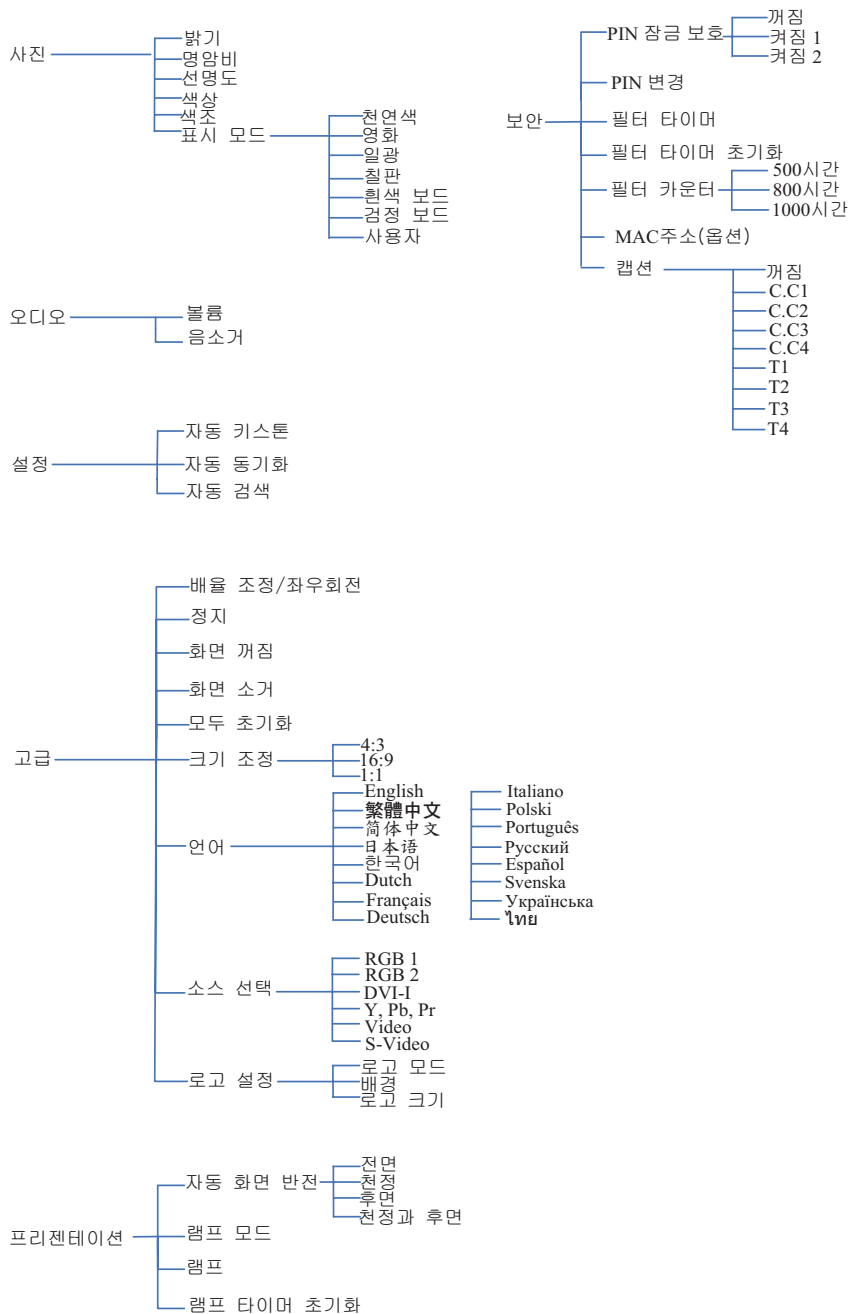 사진
밝기
명암비
선명도
색상
색조
표시 모드
천연색
영화
일광
칠판
흰색 보드
검정 보드
사용자
오디오
볼륨
음소거
설정
자동 키스톤
자동 동기화
자동 검색
고급
배율 조정/좌우회전
정지
화면 꺼짐
화면 소거
모두 초기화
크기 조정
4:3
16:9
1:1
언어
English
繁體中文
简体中文
日本语
한국어
Dutch
Français
Deutsch
Italiano
Polski
Português
Русский
Español
Svenska
Українська
ไทย
소스 선택
RGB 1
RGB 2
DVI-I
Y, Pb, Pr
Video
S-Video
로고 설정
로고 모드
배경
로고 크기
프리젠테이션
자동 화면 반전
전면
천정
후면
천정과 후면
램프 모드
램프
램프 타이머 초기화
보안
PIN 잠금 보호
꺼짐
켜짐 1
켜짐 2
PIN 변경
필터 타이머
필터 타이머 초기화
필터 카운터
500시간
800시간
1000시간
MAC주소(옵션)
캡션
꺼짐
C.C1
C.C2
C.C3
C.C4
T1
T2
T3
T4